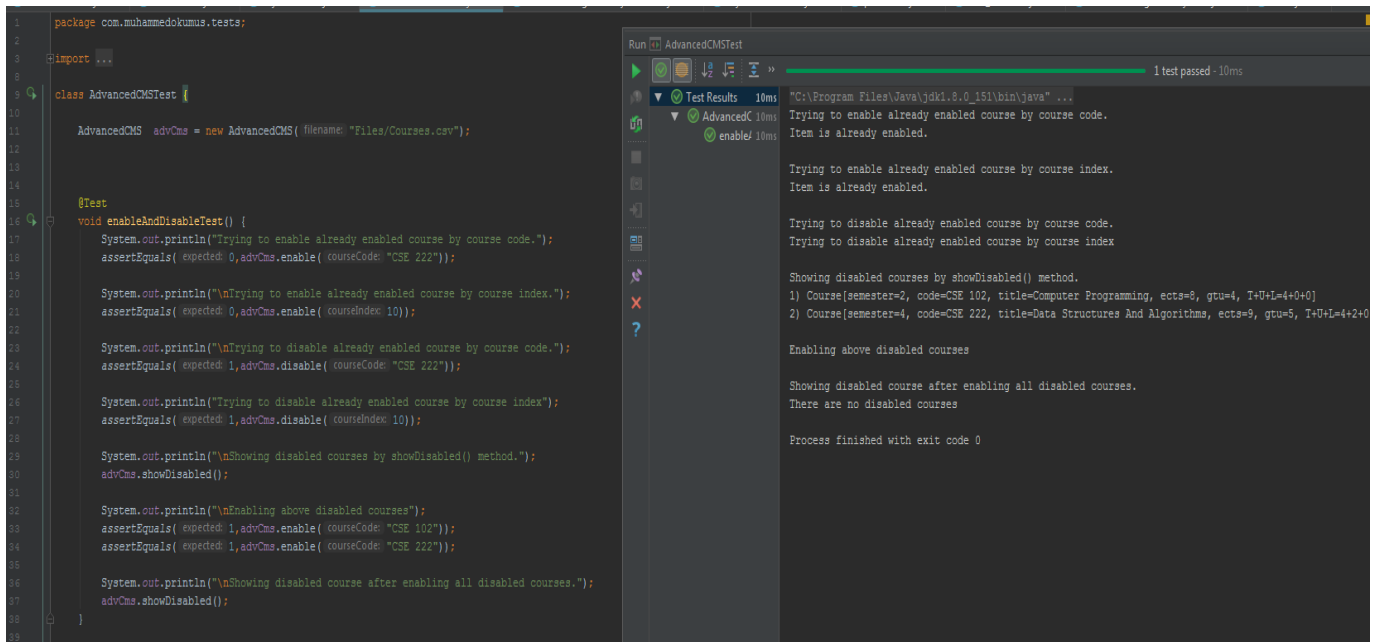 package com.muhammedokumus.tests;
import ...
class AdvancedCMSTest {
AdvancedCMS advCms = new AdvancedCMS( filename: "Files/Courses.csv");
@Test
void enableAndDisableTest() {
System.out.println("Trying to enable already enabled course by course code.");
assertEquals( expected: 0,advCms.enable( courseCode: "CSE 222"));
System.out.println("\nTrying to enable already enabled course by course index.");
assertEquals( expected: 0,advCms.enable( courseIndex: 10));
System.out.println("\nTrying to disable already enabled course by course code.");
assertEquals( expected: 1,advCms.disable( courseCode: "CSE 222"));
System.out.println("Trying to disable already enabled course by course index");
assertEquals( expected: 1,advCms.disable( courseIndex: 10));
System.out.println("\nShowing disabled courses by showDisabled() method.");
advCms.showDisabled();
System.out.println("\nEnabling above disabled courses");
assertEquals( expected: 1,advCms.enable( courseCode: "CSE 102"));
assertEquals( expected: 1,advCms.enable( courseCode: "CSE 222"));
System.out.println("\nShowing disabled course after enabling all disabled courses.");
advCms.showDisabled();
}
Run AdvancedCMSTest
1 test passed - 10ms
Test Results 10ms
AdvancedC 10ms
enableA 10ms
"C:\Program Files\Java\jdk1.8.0_151\bin\java" ...
Trying to enable already enabled course by course code.
Item is already enabled.
Trying to enable already enabled course by course index.
Item is already enabled.
Trying to disable already enabled course by course code.
Trying to disable already enabled course by course index
Showing disabled courses by showDisabled() method.
1) Course[semester=2, code=CSE 102, title=Computer Programming, ects=8, gtu=4, T+U+L=4+0+0]
2) Course[semester=4, code=CSE 222, title=Data Structures And Algorithms, ects=9, gtu=5, T+U+L=4+2+0
Enabling above disabled courses
Showing disabled course after enabling all disabled courses.
There are no disabled courses
Process finished with exit code 0